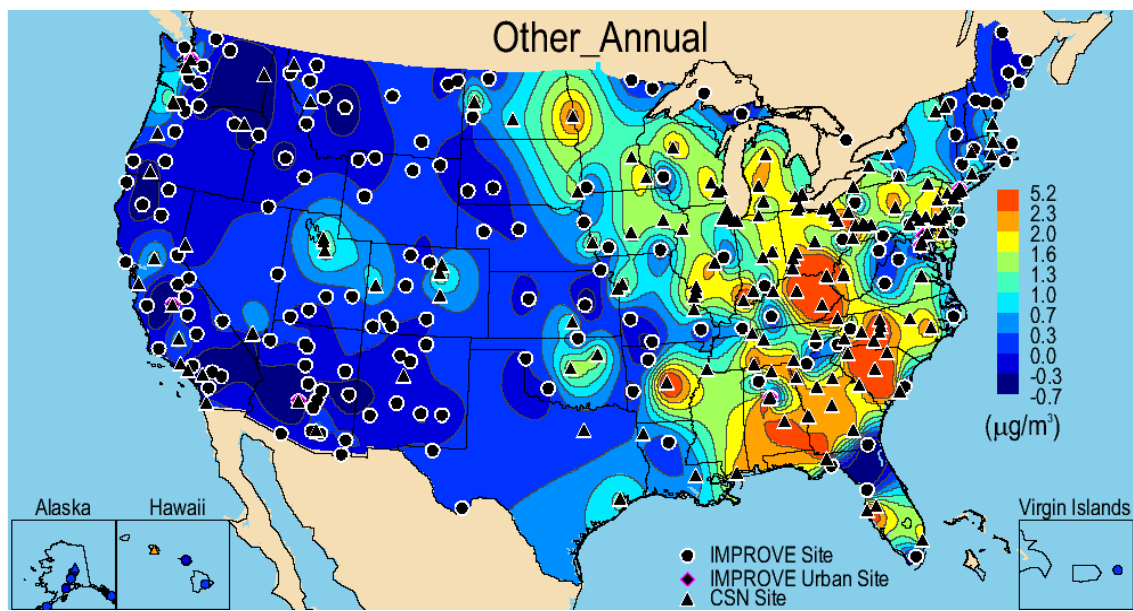 Other_Annual
5.2
2.3
2.0
1.6
1.3
1.0
0.7
0.3
0.0
-0.3
-0.7
(μg/m³)
Alaska
Hawaii
Virgin Islands
IMPROVE Site
IMPROVE Urban Site
CSN Site